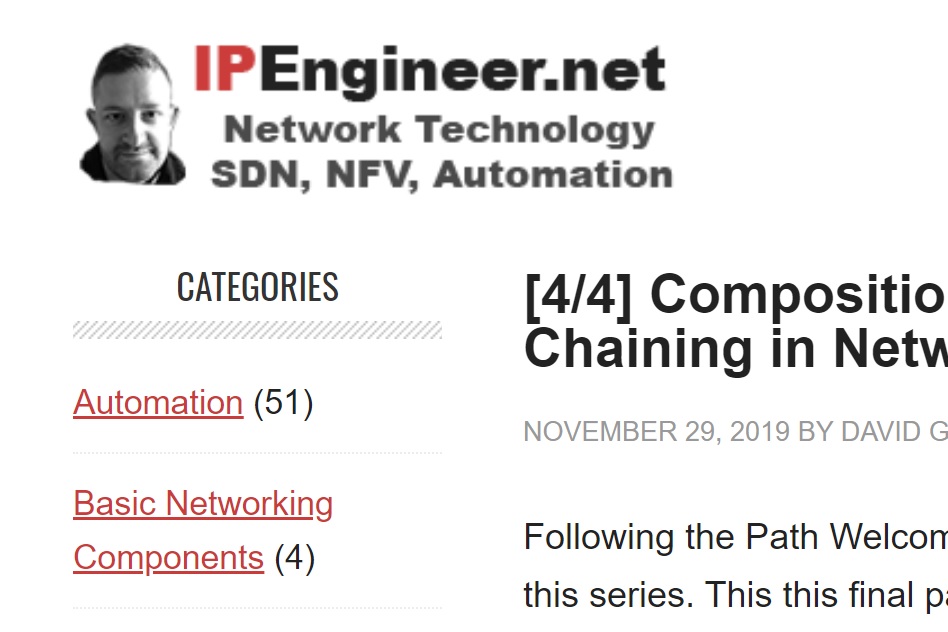 IPEngineer.net
Network Technology
SDN, NFV, Automation
CATEGORIES
Automation (51)
Basic Networking
Components (4)
[4/4] Compositio
Chaining in Netw
NOVEMBER 29, 2019 BY DAVID G
Following the Path Welcom
this series. This this final pa